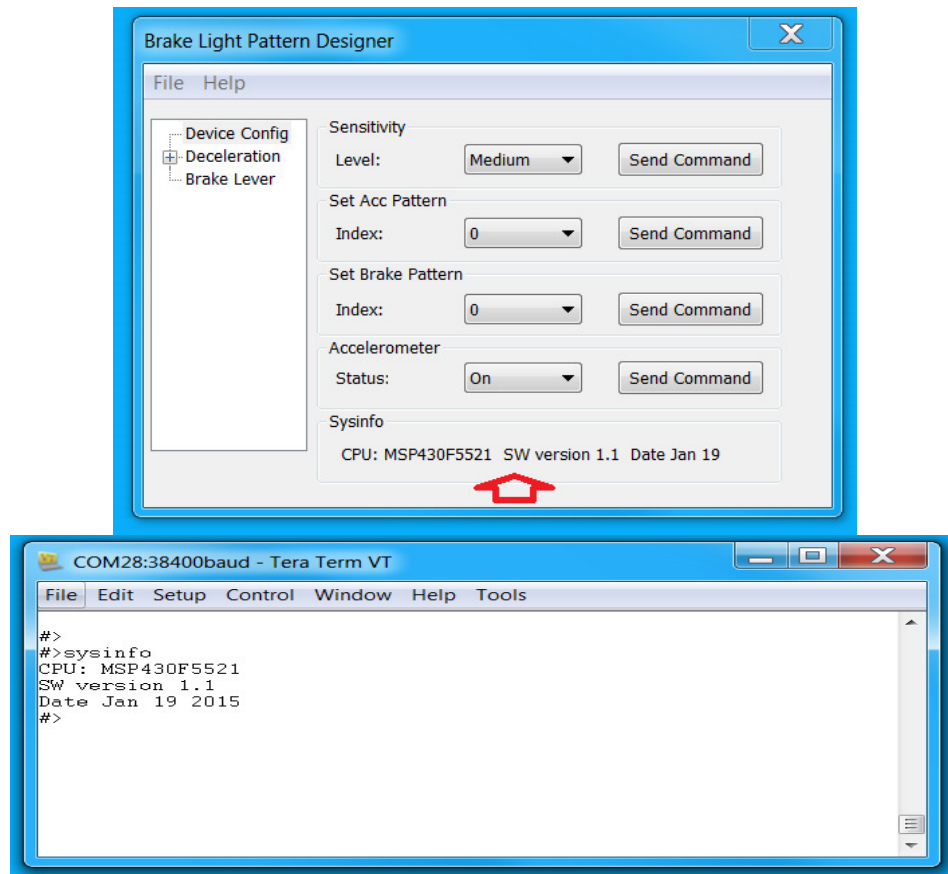 Brake Light Pattern Designer
File Help
Device Config
Deceleration
Brake Lever
Sensitivity
Level: Medium Send Command
Set Acc Pattern
Index: 0 Send Command
Set Brake Pattern
Index: 0 Send Command
Accelerometer
Status: On Send Command
Sysinfo
CPU: MSP430F5521 SW version 1.1 Date Jan 19
COM28:38400baud - Tera Term VT
File Edit Setup Control Window Help Tools
#>
#>sysinfo
CPU: MSP430F5521
SW version 1.1
Date Jan 19 2015
#>